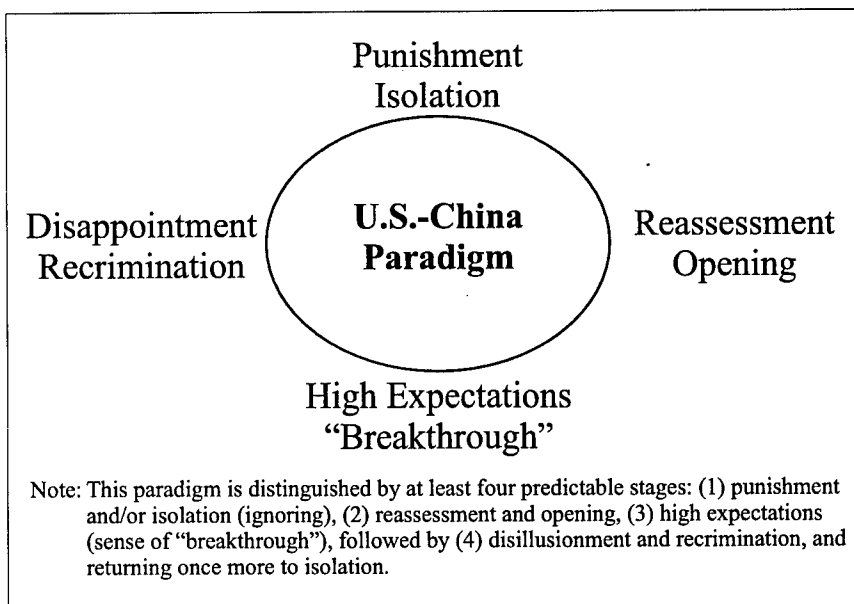 Punishment
Isolation
Disappointment
Recrimination
U.S.-China
Paradigm
Reassessment
Opening
High Expectations
“Breakthrough”
Note: This paradigm is distinguished by at least four predictable stages: (1) punishment
and/or isolation (ignoring), (2) reassessment and opening, (3) high expectations
(sense of “breakthrough”), followed by (4) disillusionment and recrimination, and
returning once more to isolation.